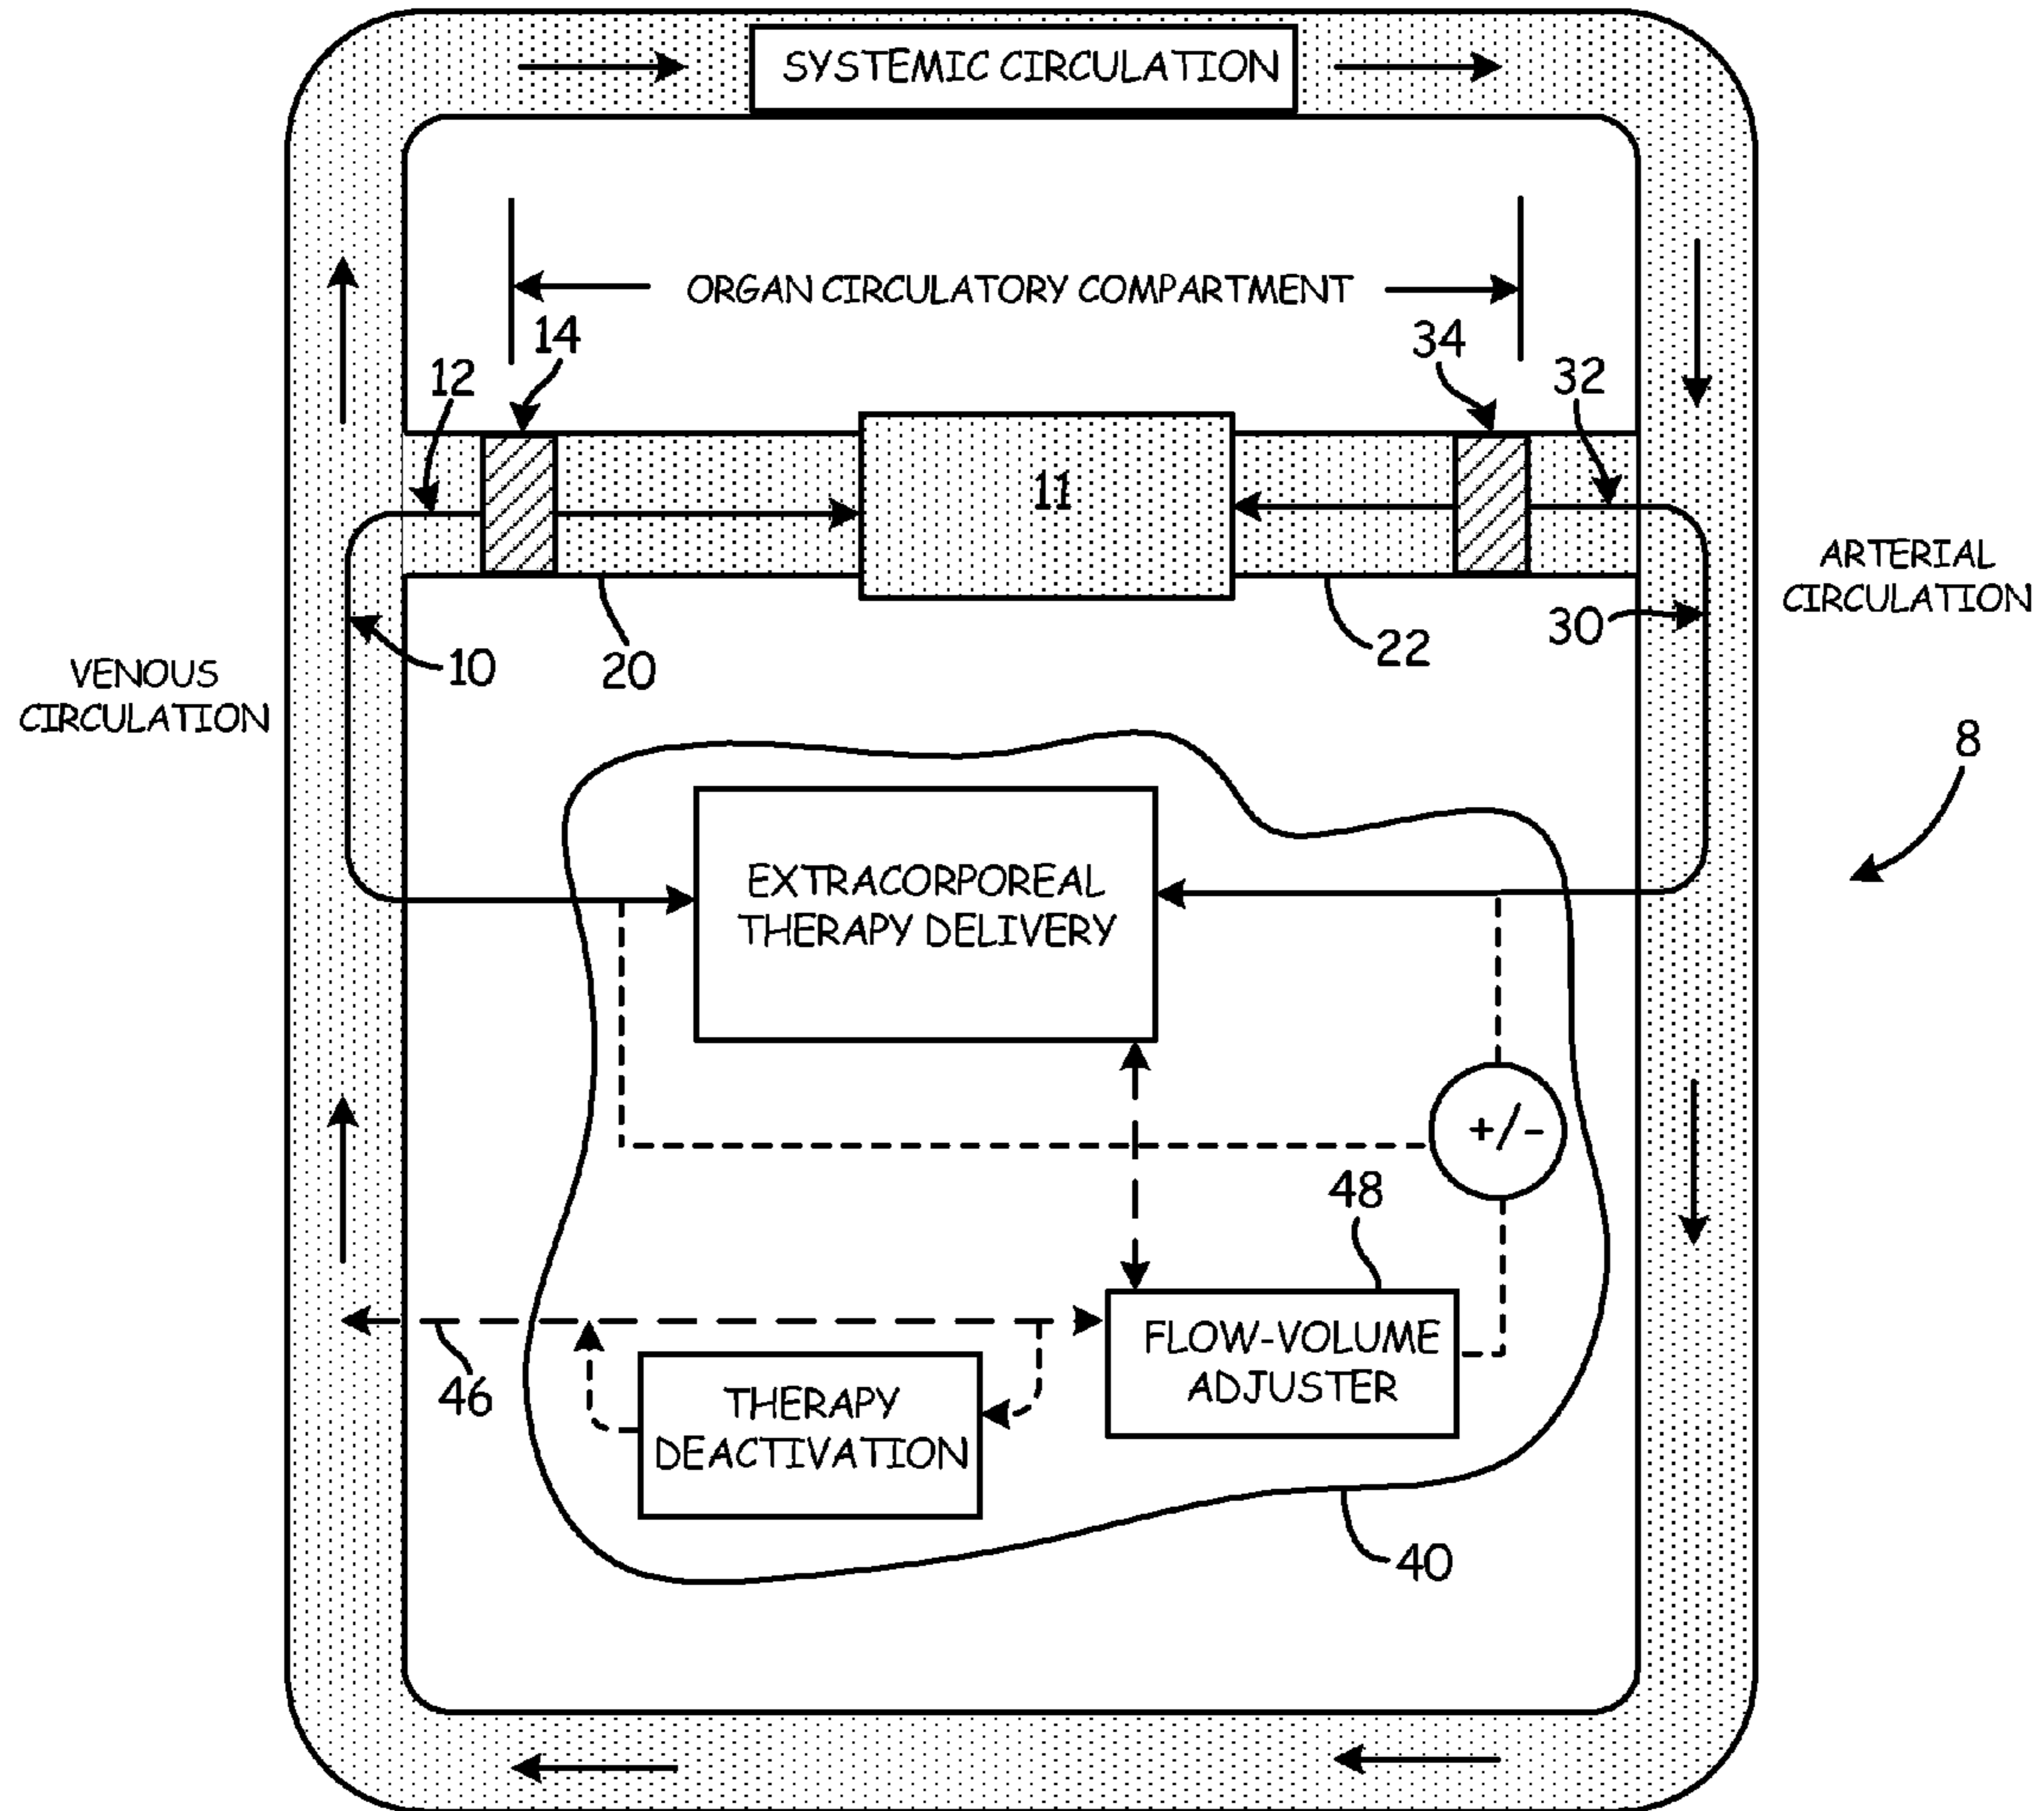 SYSTEMIC CIRCULATION
ORGAN CIRCULATORY COMPARTMENT
14
34
12
32
11
ARTERIAL
CIRCULATION
30
22
10
20
VENOUS
CIRCULATION
8
EXTRACORPOREAL
THERAPY DELIVERY
+/-
48
FLOW-VOLUME
ADJUSTER
46
THERAPY
DEACTIVATION
40